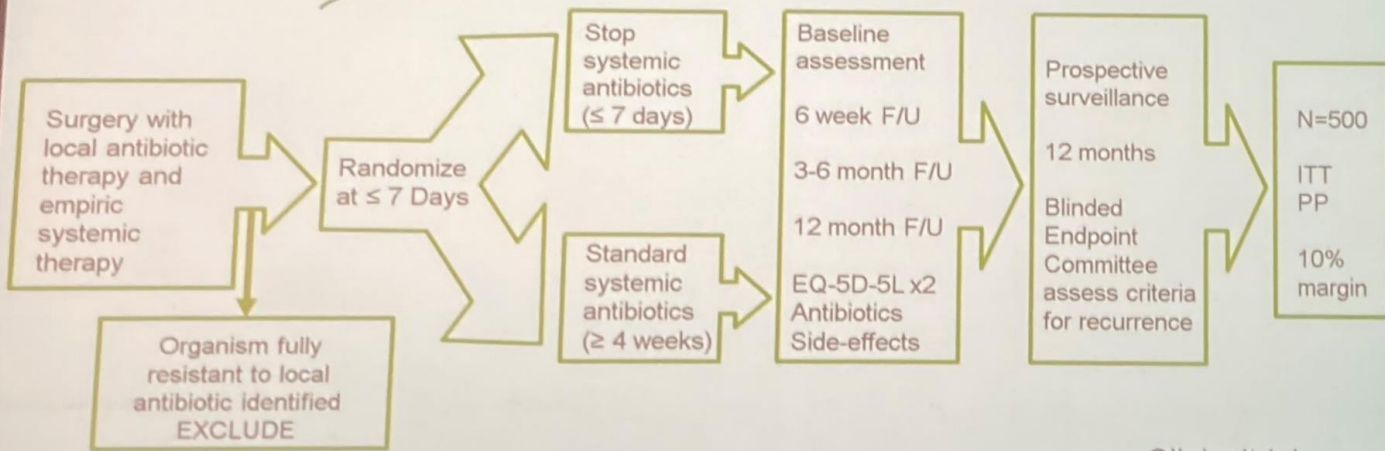 Surgery with
local antibiotic
therapy and
empiric
systemic
therapy
Organism fully
resistant to local
antibiotic identified
EXCLUDE
Randomize
at ≤ 7 Days
Stop
systemic
antibiotics
(≤ 7 days)
Standard
systemic
antibiotics
(≥ 4 weeks)
Baseline
assessment
6 week F/U
3-6 month F/U
12 month F/U
EQ-5D-5L x2
Antibiotics
Side-effects
Prospective
surveillance
12 months
Blinded
Endpoint
Committee
assess criteria
for recurrence
N=500
ITT
PP
10%
margin